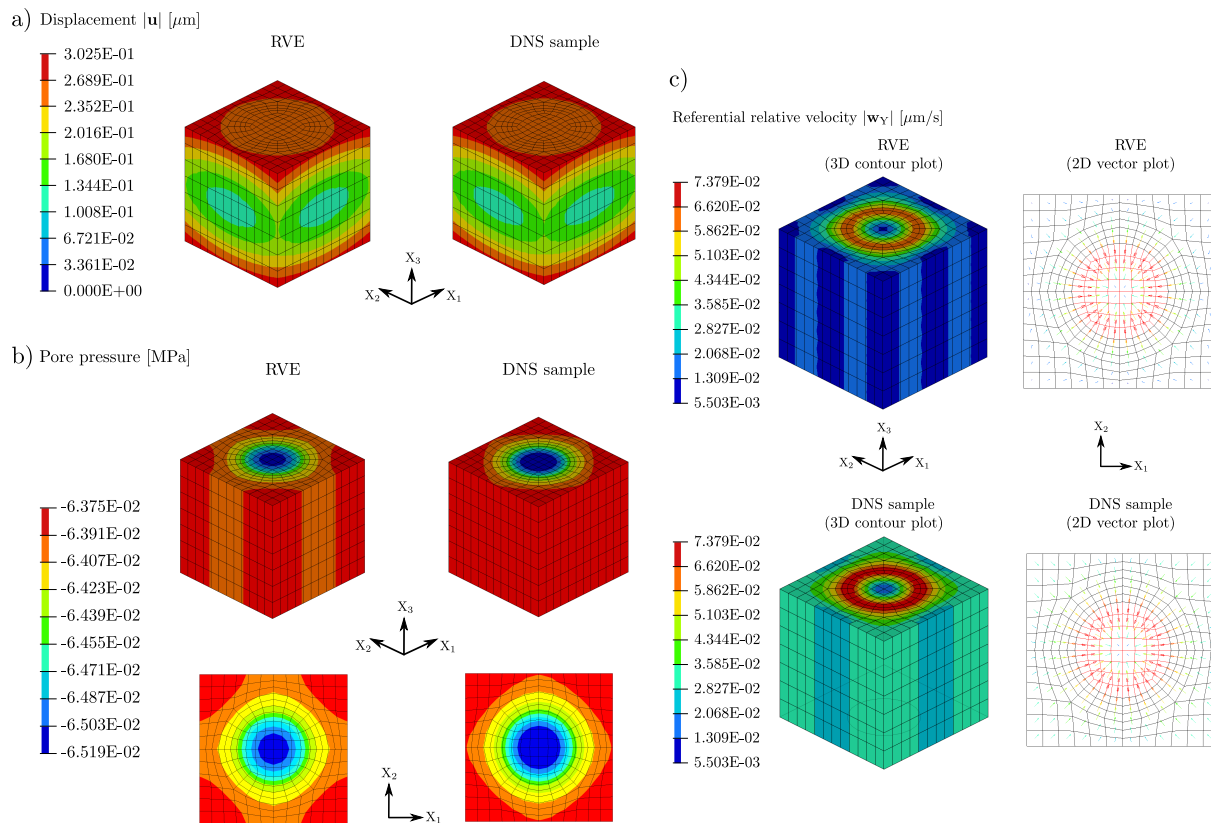 a) Displacement |u| [μm]
RVE
DNS sample
3.025E-01
2.689E-01
2.352E-01
2.016E-01
1.680E-01
1.344E-01
1.008E-01
6.721E-02
3.361E-02
0.000E+00
X3
X2
X1
b) Pore pressure [MPa]
RVE
DNS sample
-6.375E-02
-6.391E-02
-6.407E-02
-6.423E-02
-6.439E-02
-6.455E-02
-6.471E-02
-6.487E-02
-6.503E-02
-6.519E-02
X3
X2
X1
X2
X1
c)
Referential relative velocity |wY| [μm/s]
RVE
(3D contour plot)
RVE
(2D vector plot)
7.379E-02
6.620E-02
5.862E-02
5.103E-02
4.344E-02
3.585E-02
2.827E-02
2.068E-02
1.309E-02
5.503E-03
X3
X2
X1
X2
X1
DNS sample
(3D contour plot)
DNS sample
(2D vector plot)
7.379E-02
6.620E-02
5.862E-02
5.103E-02
4.344E-02
3.585E-02
2.827E-02
2.068E-02
1.309E-02
5.503E-03